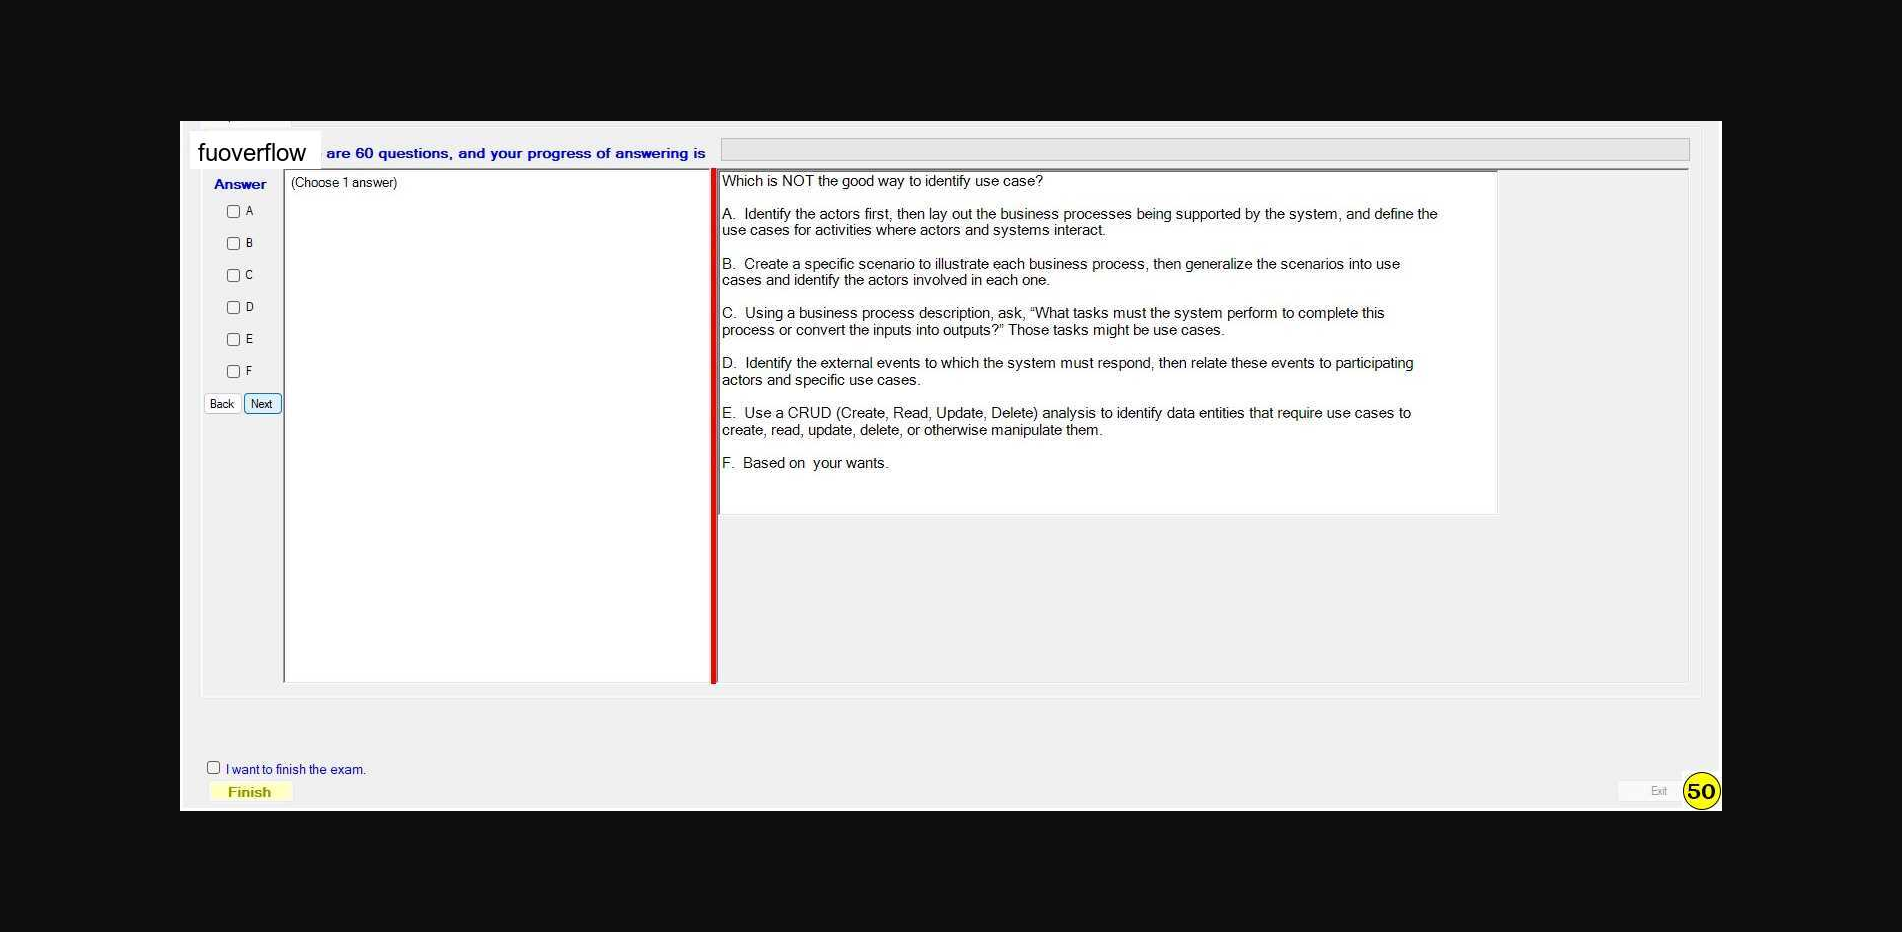 fuoverflow are 60 questions, and your progress of answering is
Answer
(Choose 1 answer)
A
B
C
D
E
F
Back Next
Which is NOT the good way to identify use case?
A. Identify the actors first, then lay out the business processes being supported by the system, and define the
use cases for activities where actors and systems interact.
B. Create a specific scenario to illustrate each business process, then generalize the scenarios into use
cases and identify the actors involved in each one.
C. Using a business process description, ask, “What tasks must the system perform to complete this
process or convert the inputs into outputs?” Those tasks might be use cases.
D. Identify the external events to which the system must respond, then relate these events to participating
actors and specific use cases.
E. Use a CRUD (Create, Read, Update, Delete) analysis to identify data entities that require use cases to
create, read, update, delete, or otherwise manipulate them.
F. Based on your wants.
I want to finish the exam.
Finish
Exit
50